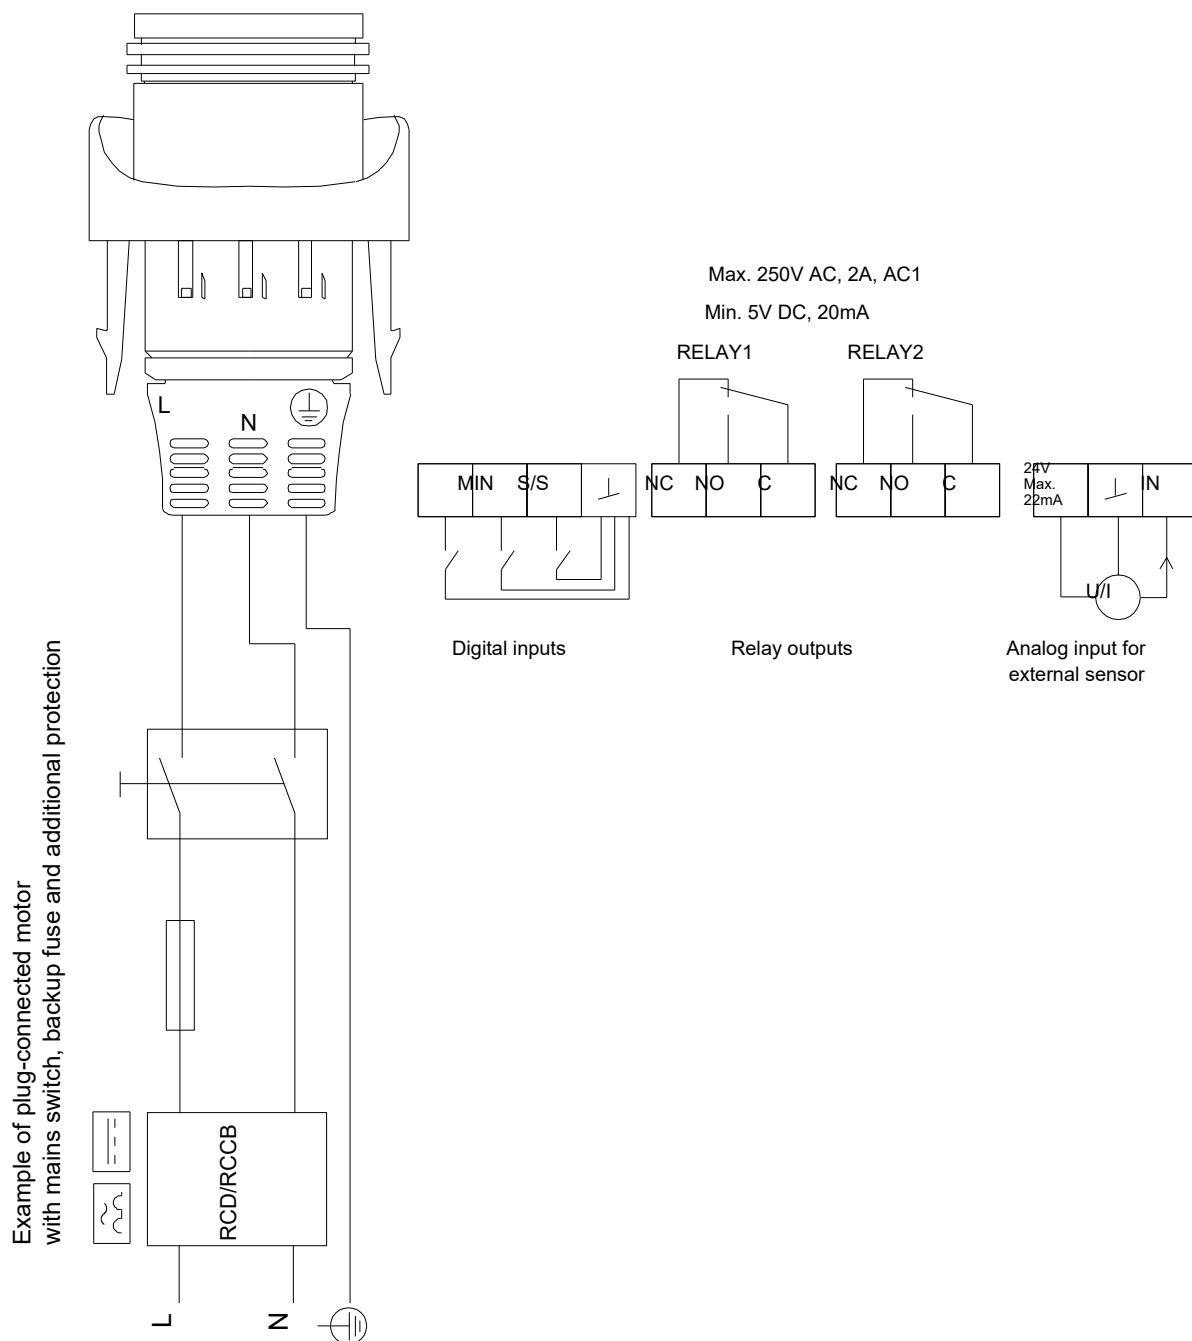 Max. 250V AC, 2A, AC1
Min. 5V DC, 20mA
RELAY1 RELAY2
L
N
MIN S/S
NC NO C
NC NO C
24V
Max.
22mA
IN
U/I
Digital inputs
Relay outputs
Analog input for
external sensor
Example of plug-connected motor
with mains switch, backup fuse and additional protection
RCD/RCCB
L
N